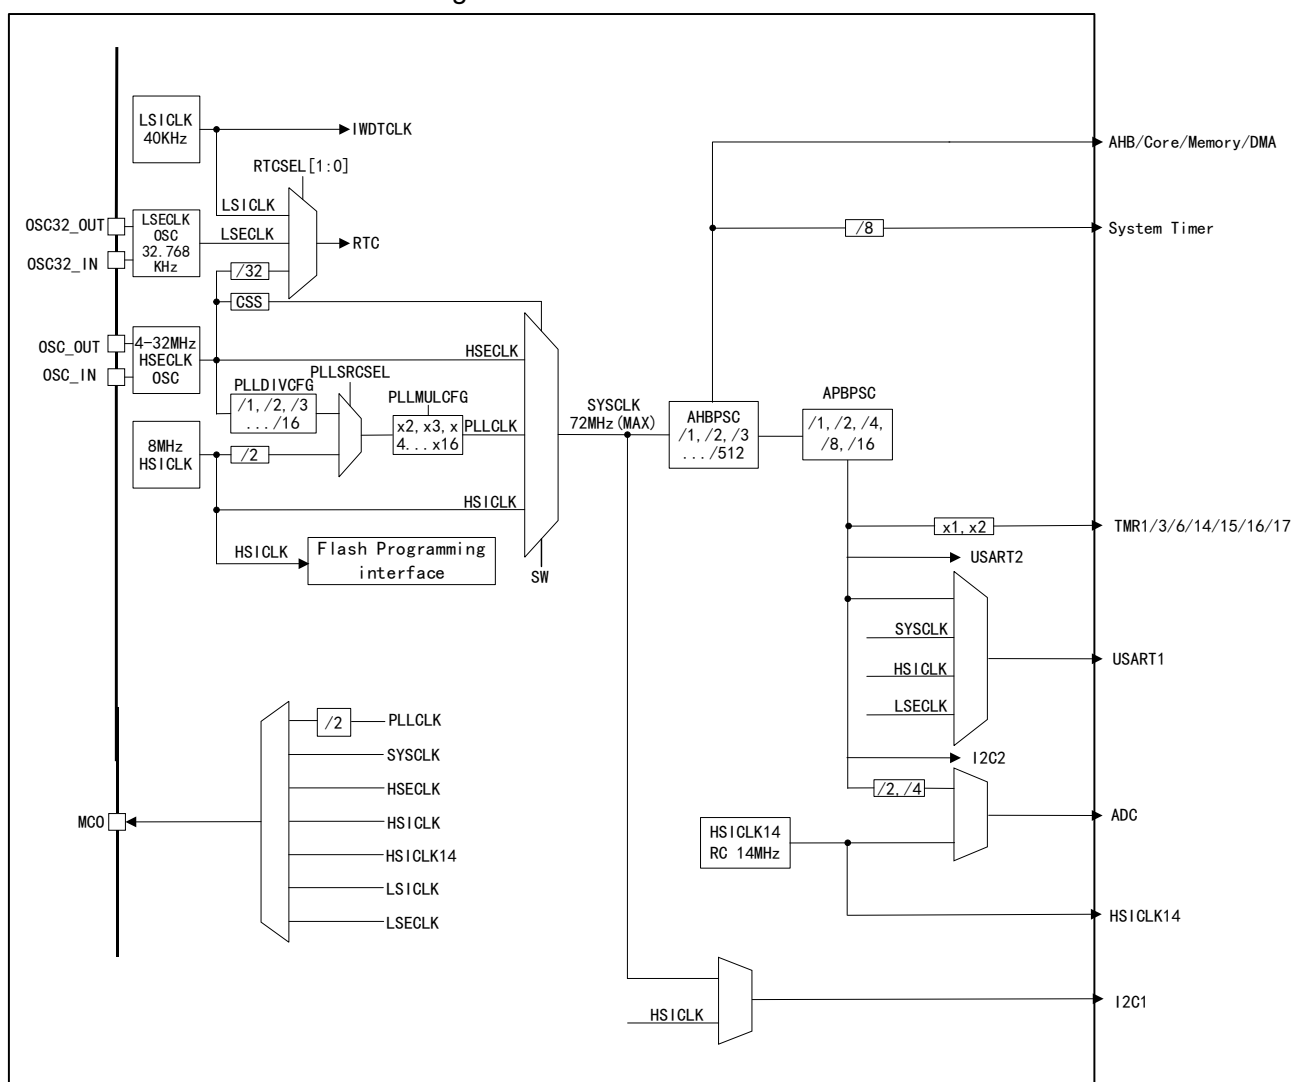 LSICLK
40KHz
IWDTCLK
RTCSEL[1:0]
AHB/Core/Memory/DMA
LSICLK
OSC32_OUT
LSECLK
OSC
32.768
KHz
LSECLK
RTC
/8
System Timer
OSC32_IN
/32
CSS
OSC_OUT
4-32MHz
HSECLK
OSC
HSECLK
OSC_IN
PLLSRCSEL
PLLDIVCFG
PLLMULCFG
/1,/2,/3
.../16
x2,x3,x
4...x16
PLLCLK
SYSCLK
72MHz(MAX)
AHBPSC
/1,/2,/3
.../512
APBPSC
/1,/2,/4,
/8,/16
8MHz
HSICLK
/2
HSICLK
HSICLK
Flash Programming
interface
SW
x1,x2
TMR1/3/6/14/15/16/17
USART2
SYSCLK
HSICLK
LSECLK
USART1
I2C2
/2,/4
ADC
HSICLK14
RC 14MHz
HSICLK14
/2
PLLCLK
SYSCLK
HSECLK
MCO
HSICLK
HSICLK14
LSICLK
LSECLK
HSICLK
I2C1